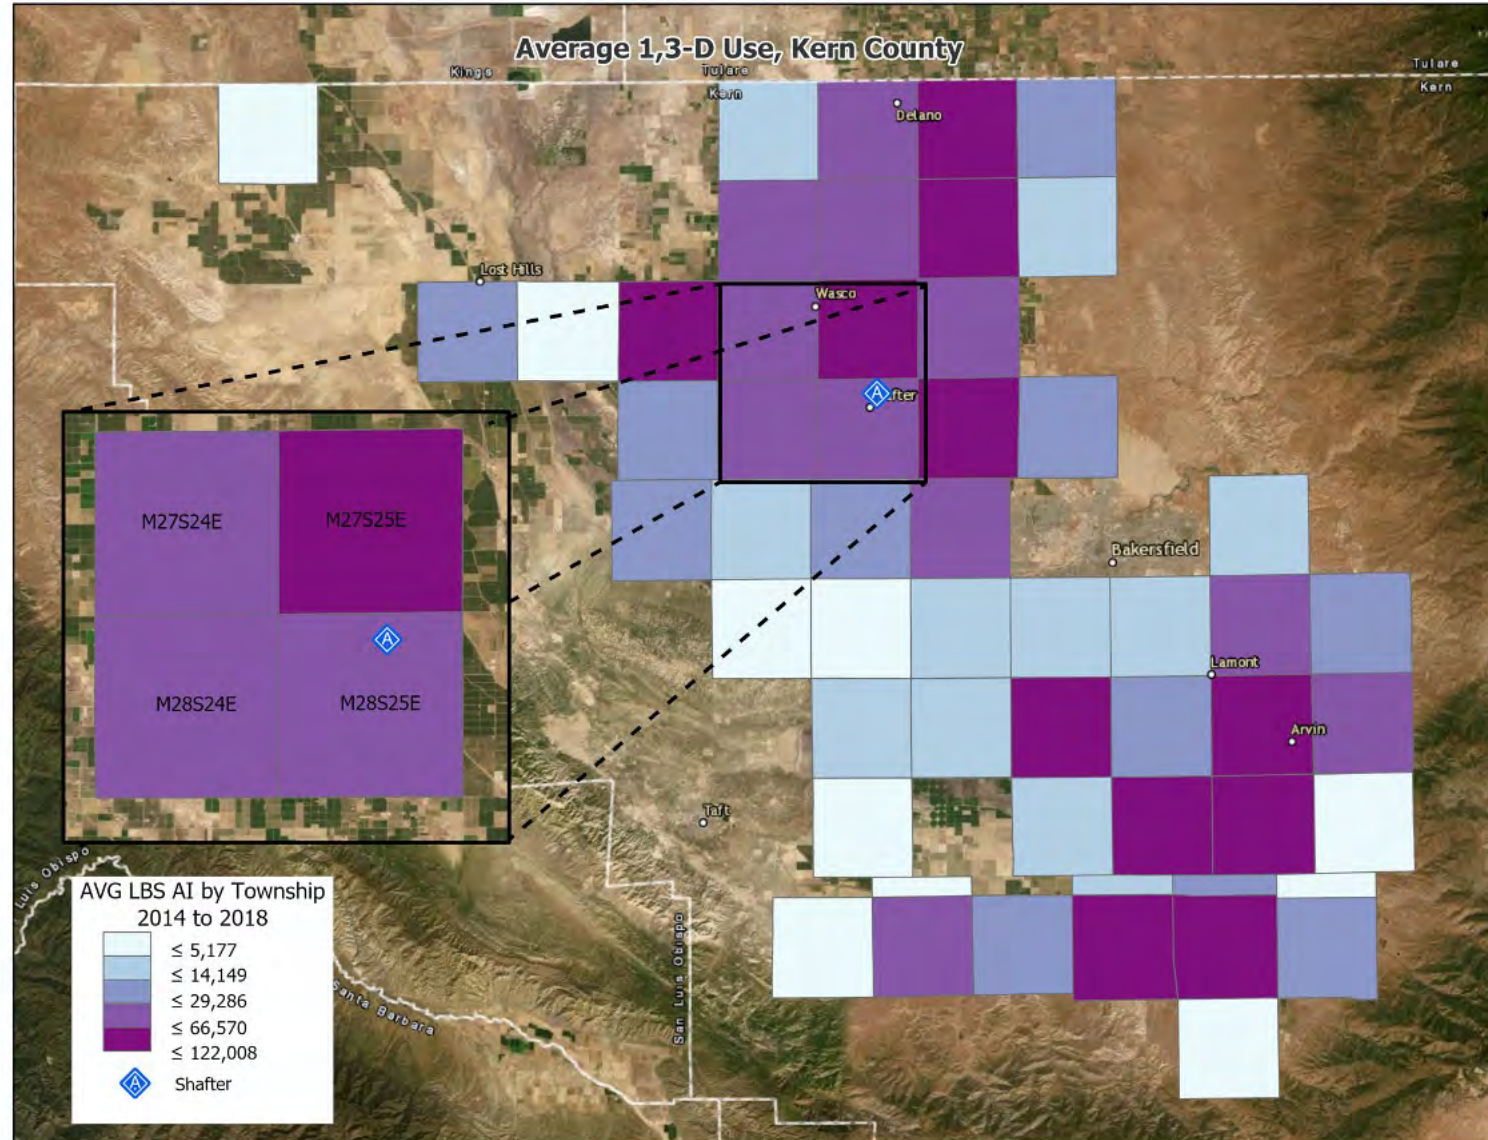 Average 1,3-D Use, Kern County
Kings
Tulare
Kern
Tulare
Kern
Delano
Lost Hills
Wasco
A
fter
M27S24E
M27S25E
A
M28S24E
M28S25E
Bakersfield
Lamont
Arvin
Taft
Luis Obispo
San Luis Obispo
Santa Barbara
AVG LBS AI by Township
2014 to 2018
≤ 5,177
≤ 14,149
≤ 29,286
≤ 66,570
≤ 122,008
A
Shafter